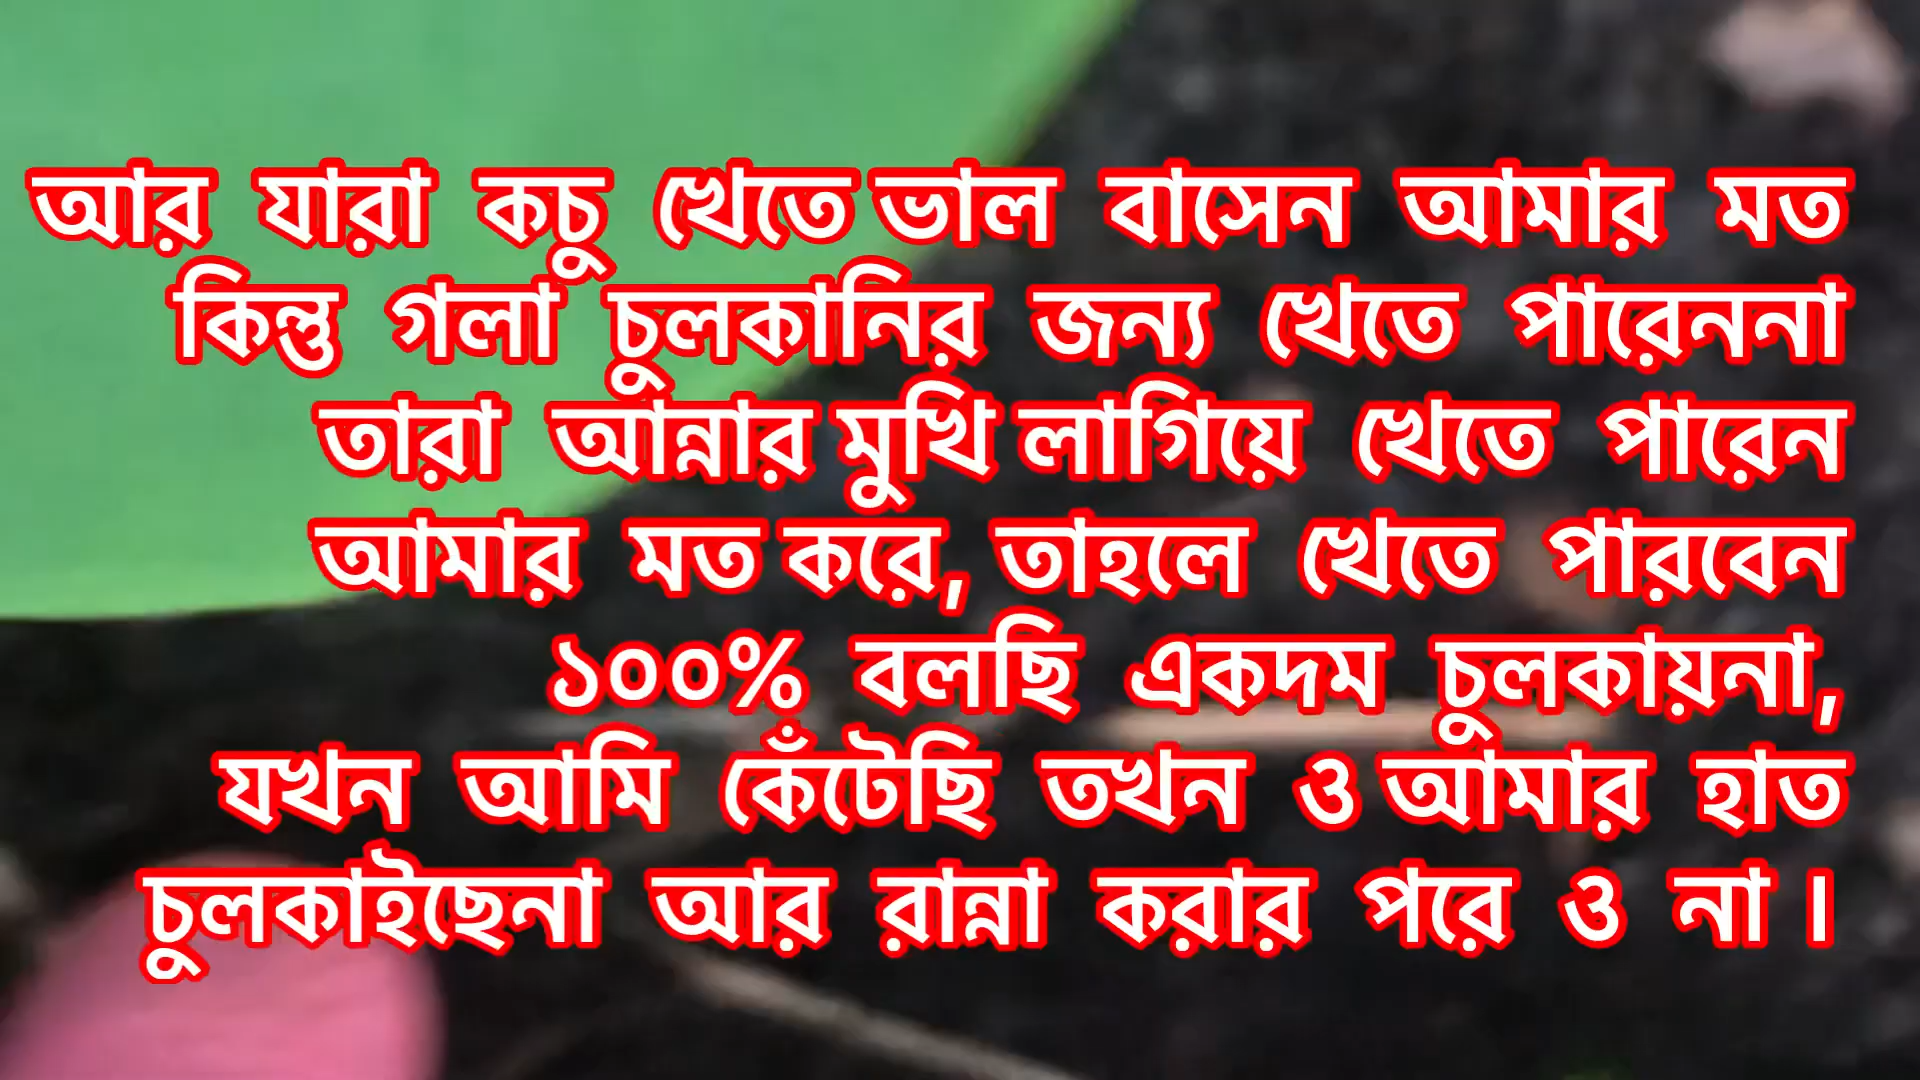 আর যারা কচু খেতে ভাল বাসেন আমার মত
কিন্তু গলা চুলকানির জন্য খেতে পারেননা
তারা আন্নার মুখি লাগিয়ে খেতে পারেন
আমার মত করে, তাহলে খেতে পারবেন
১০০% বলছি একদম চুলকায়না,
যখন আমি কেঁটেছি তখন ও আমার হাত
চুলকাইছেনা আর রান্না করার পরে ও না ।